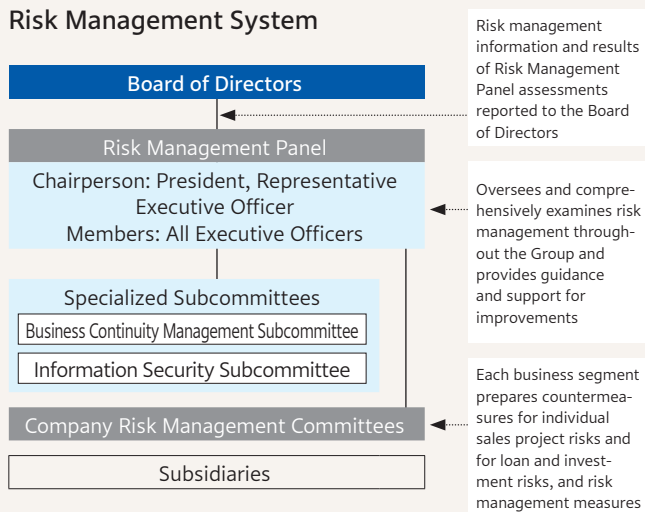 Risk Management System
Board of Directors
Risk management
information and results
of Risk Management
Panel assessments
reported to the Board
of Directors
Risk Management Panel
Chairperson: President, Representative
Executive Officer
Members: All Executive Officers
Oversees and compre-
hensively examines risk
management through-
out the Group and
provides guidance
and support for
improvements
Specialized Subcommittees
Business Continuity Management Subcommittee
Information Security Subcommittee
Company Risk Management Committees
Each business segment
prepares countermea-
sures for individual
sales project risks and
for loan and invest-
ment risks, and risk
management measures
Subsidiaries